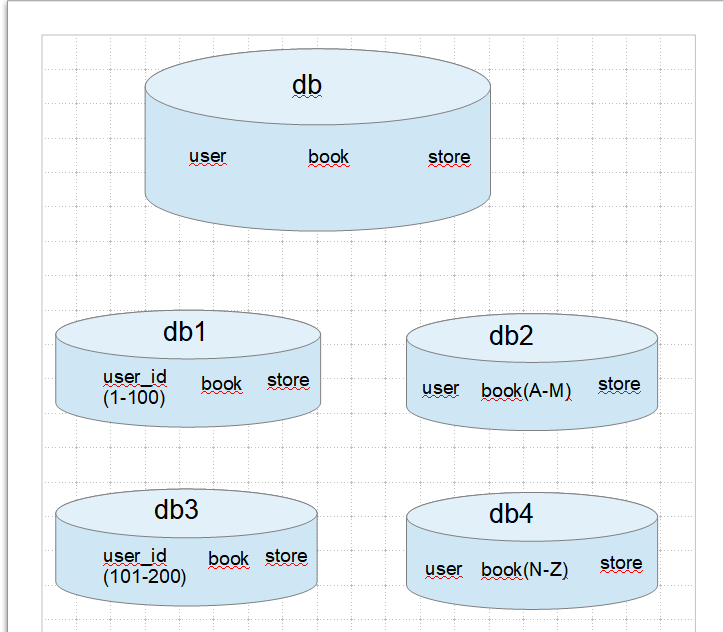 db
user book store
db1
user_id
(1-100)
book store
db2
user book(A-M) store
db3
user_id
(101-200)
book store
db4
user book(N-Z) store